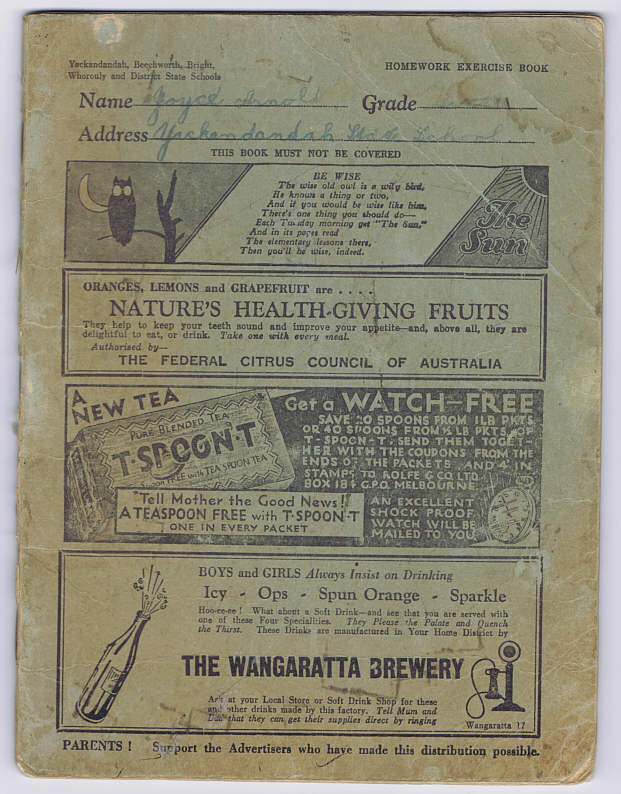 Yackandandah, Beechworth, Bright,
Whorouly and District State Schools
HOMEWORK EXERCISE BOOK
Name Joyce Arnold Grade
Address Yackandandah State School
THIS BOOK MUST NOT BE COVERED
BE WISE
The wise old owl is a wily bird,
He knows a thing or two,
And if you would be wise like him,
There's one thing you should do—
Each Tuesday morning get "The Sun,"
And in its pages read
The elementary lessons there,
Then you'll be wise, indeed.
The
Sun
ORANGES, LEMONS and GRAPEFRUIT are . . . .
NATURE'S HEALTH-GIVING FRUITS
They help to keep your teeth sound and improve your appetite—and, above all, they are
delightful to eat, or drink. Take one with every meal.
Authorised by—
THE FEDERAL CITRUS COUNCIL OF AUSTRALIA
A
NEW TEA
PURE BLENDED TEA
T-SPOON-T
SPOON FREE WITH TEA SPOON TEA
"Tell Mother the Good News!"
A TEASPOON FREE with T-SPOON-T
ONE IN EVERY PACKET
Get a WATCH—FREE
SAVE 20 SPOONS FROM 1LB PKTS
OR 40 SPOONS FROM ½ LB PKTS. OF
T-SPOON-T. SEND THEM TOGET-
HER WITH THE COUPONS FROM THE
ENDS OF THE PACKETS, AND 4D IN
STAMPS TO ROLFE & CO. LTD.
BOX 184 G.P.O. MELBOURNE.
AN EXCELLENT
SHOCK PROOF
WATCH WILL BE
MAILED TO YOU
BOYS and GIRLS Always Insist on Drinking
Icy - Ops - Spun Orange - Sparkle
Hoo-ee-ee! What about a Soft Drink—and see that you are served with
one of these Four Specialities. They Please the Palate and Quench
the Thirst. These Drinks are manufactured in Your Home District by
THE WANGARATTA BREWERY
Ask at your Local Store or Soft Drink Shop for these
and other drinks made by this factory. Tell Mum and
Dad that they can get their supplies direct by ringing
Wangaratta 17
PARENTS! Support the Advertisers who have made this distribution possible.